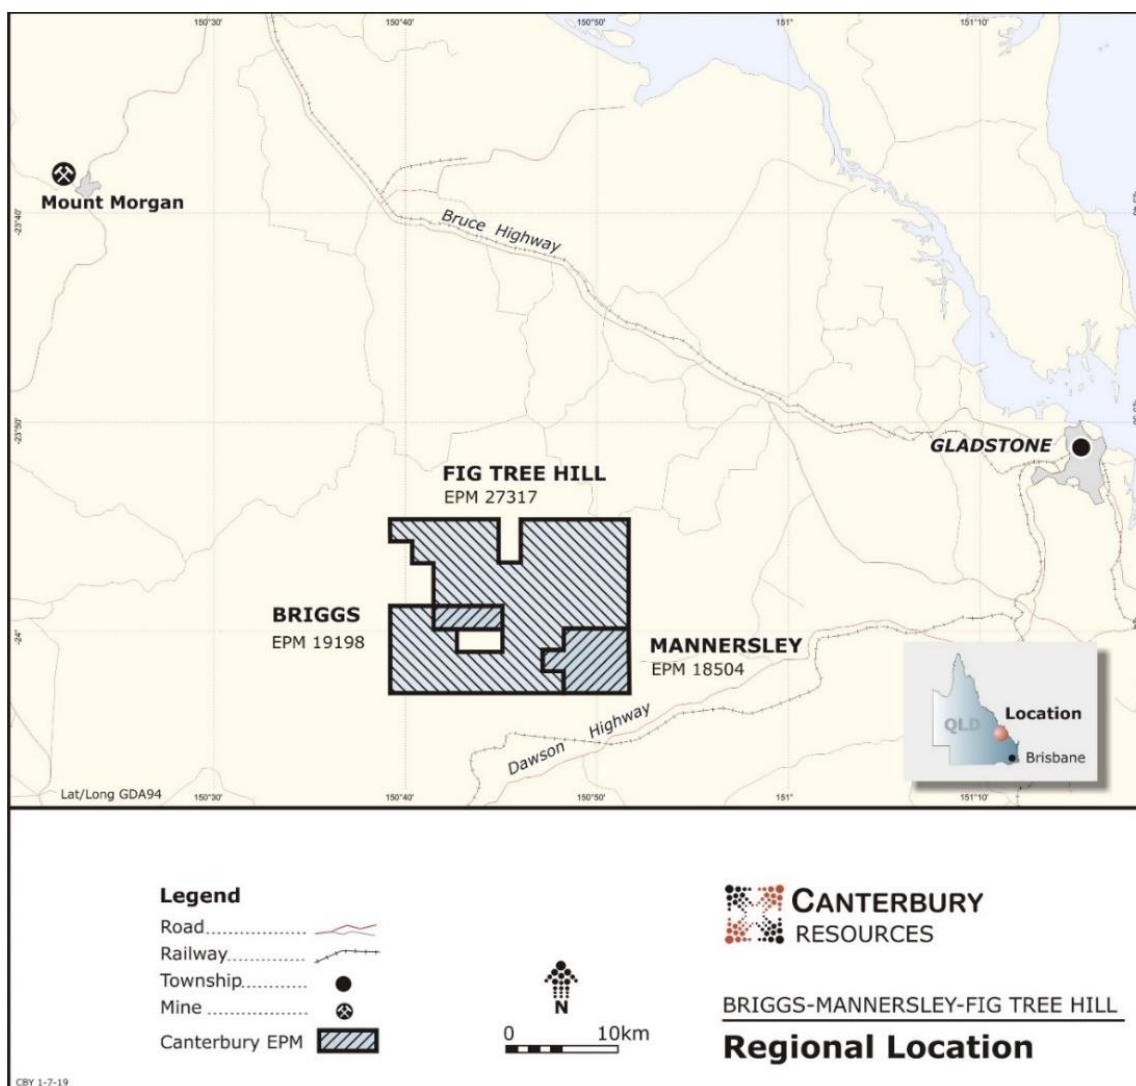 150°30' 150°40' 150°50' 151° 151°10'
Mount Morgan
-23°40'
Bruce Highway
-23°50'
GLADSTONE
FIG TREE HILL
EPM 27317
BRIGGS
EPM 19198
-24°
MANNERSLEY
EPM 18504
Dawson Highway
QLD
Location
Brisbane
Lat/Long GDA94
150°30' 150°40' 150°50' 151° 151°10'
Legend
Road
Railway
Township
Mine
Canterbury EPM
N
0 10km
CANTERBURY
RESOURCES
BRIGGS-MANNERSLEY-FIG TREE HILL
Regional Location
CBY 1-7-19